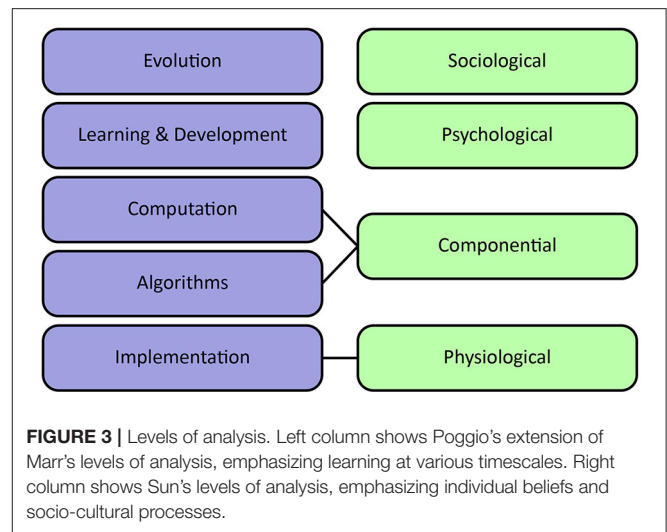 Evolution
Sociological
Learning & Development
Psychological
Computation
Componential
Algorithms
Implementation
Physiological
FIGURE 3 | Levels of analysis. Left column shows Poggio's extension of
Marr's levels of analysis, emphasizing learning at various timescales. Right
column shows Sun's levels of analysis, emphasizing individual beliefs and
socio-cultural processes.